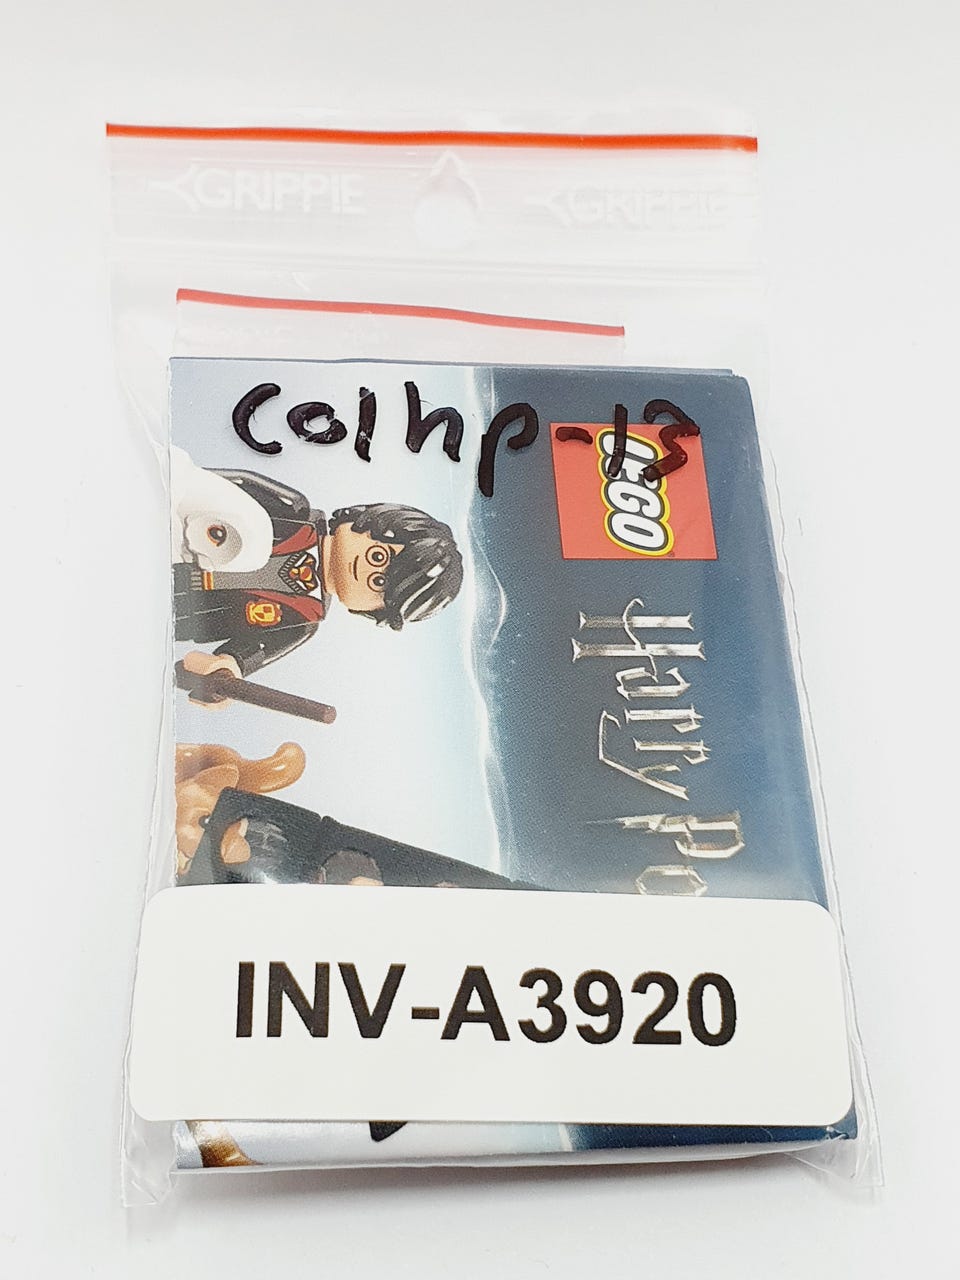 GRIPPIE GRIPPIE
colhp-13
LEGO
Harry Po
INV-A3920